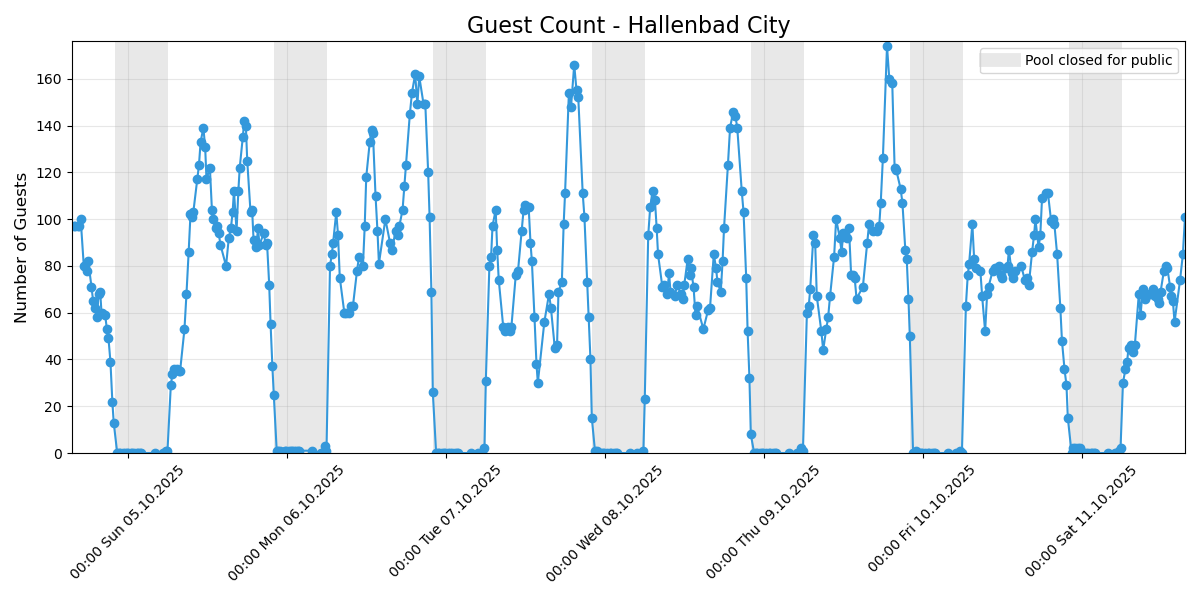 Guest Count - Hallenbad City
Pool closed for public
Number of Guests
160
140
120
100
80
60
40
20
0
00:00 Sun 05.10.2025
00:00 Mon 06.10.2025
00:00 Tue 07.10.2025
00:00 Wed 08.10.2025
00:00 Thu 09.10.2025
00:00 Fri 10.10.2025
00:00 Sat 11.10.2025